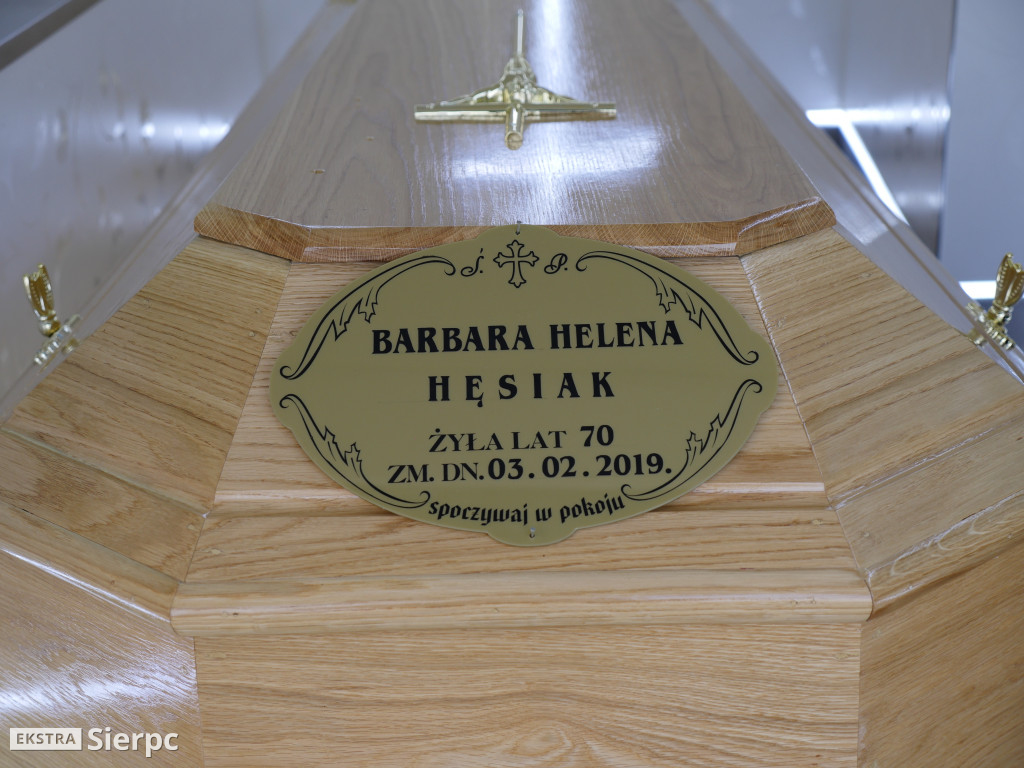 Ś. P.
BARBARA HELENA
HĘSIAK
ŻYŁA LAT 70
ZM. DN. 03. 02. 2019.
spoczywaj w pokoju
EKSTRA Sierpc